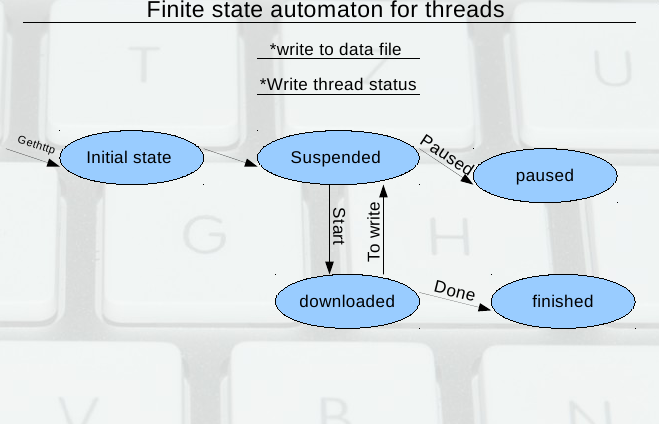 Finite state automaton for threads
*write to data file
*Write thread status
Gethttp
Initial state
Suspended
Paused
paused
Start
To write
downloaded
Done
finished
T
U
G
H
V
B
N